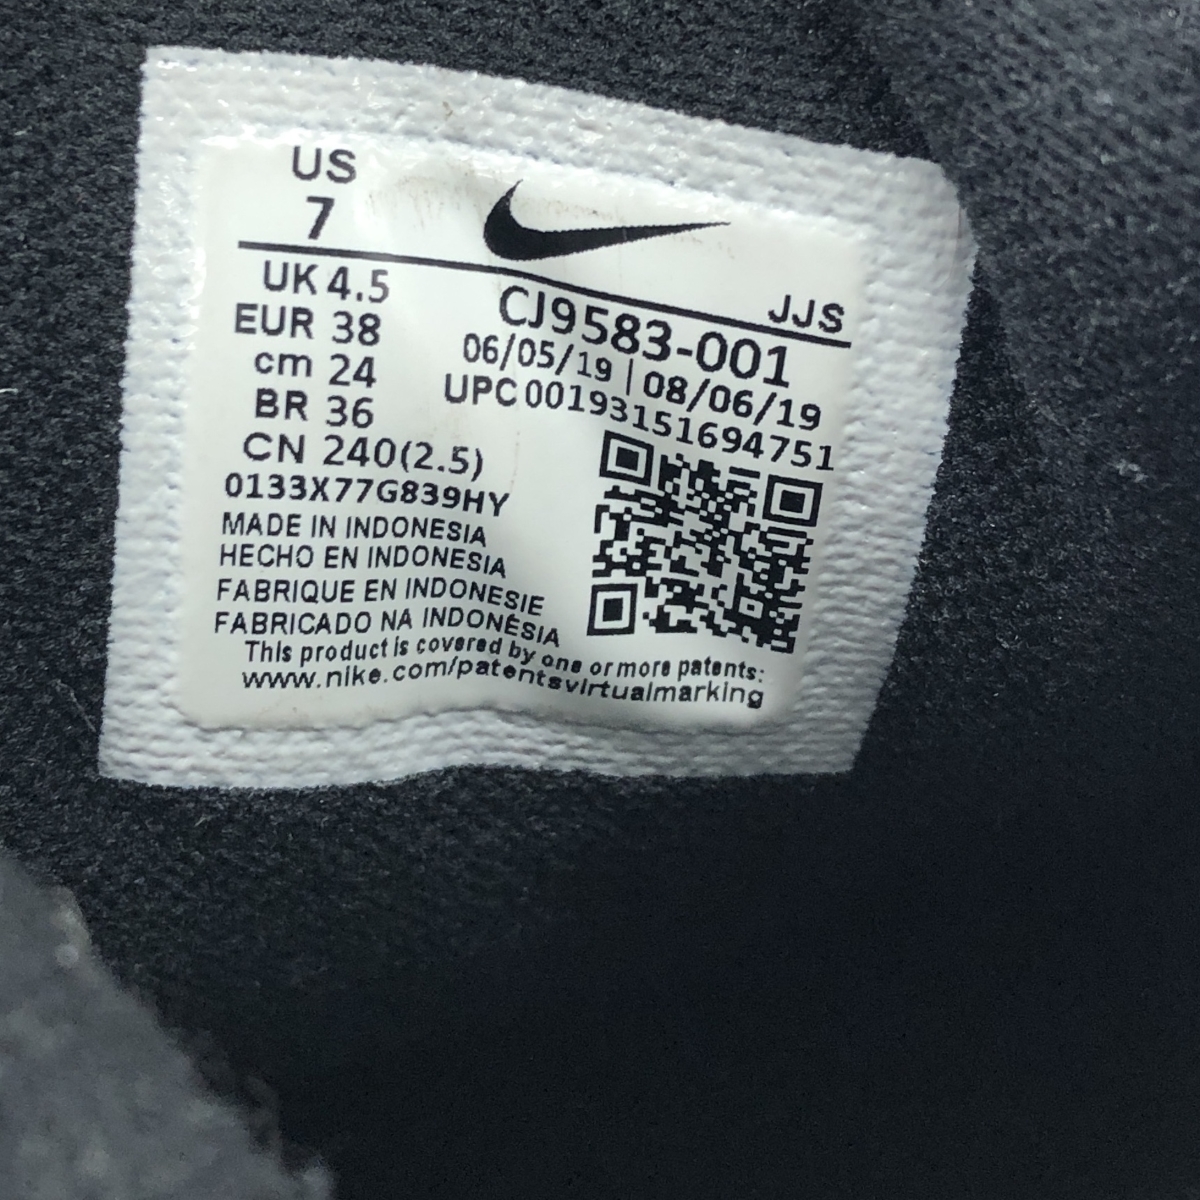 US
7
JJS
UK 4.5
EUR 38
cm 24
BR 36
CN 240(2.5)
CJ9583-001
06/05/19 | 08/06/19
UPC 00193151694751
0133X77G839HY
MADE IN INDONESIA
HECHO EN INDONESIA
FABRIQUE EN INDONESIE
FABRICADO NA INDONÉSIA
This product is covered by one or more patents:
www.nike.com/patentsvirtualmarking